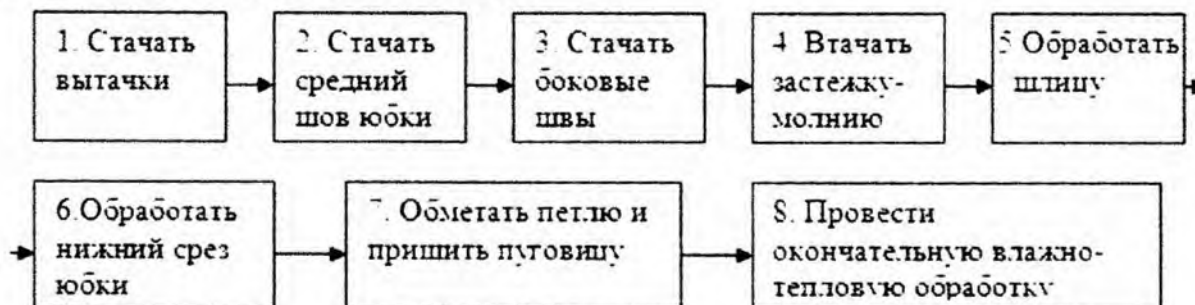 1. Стачать
вытачки
2. Стачать
средний
шов юбки
3. Стачать
боковые
швы
4 Втачать
застежку-
молнию
5 Обработать
шлицу
6.Обработать
нижний срез
юбки
7. Обметать петлю и
пришить пуговицу
8. Провести
окончательную влажно-
тепловую обработку